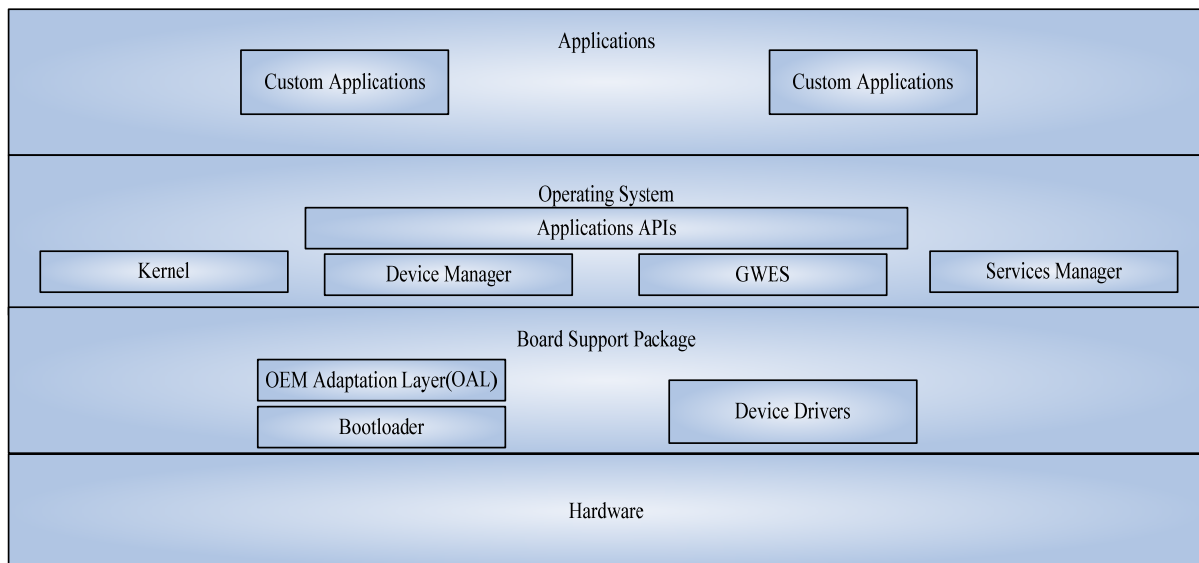 Applications
Custom Applications
Custom Applications
Operating System
Applications APIs
Kernel
Device Manager
GWES
Services Manager
Board Support Package
OEM Adaptation Layer(OAL)
Bootloader
Device Drivers
Hardware